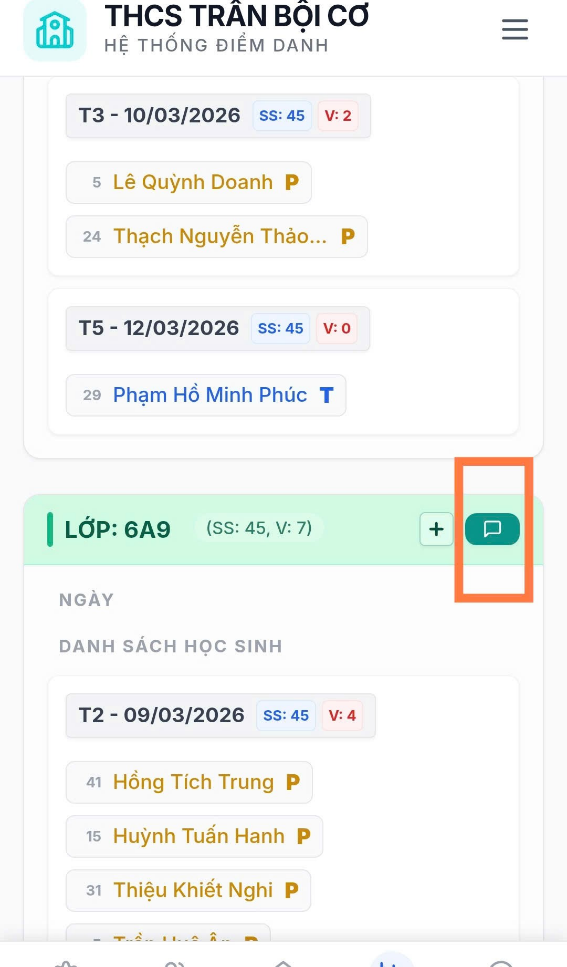 THCS TRẦN BỘI CƠ
HỆ THỐNG ĐIỂM DANH
T3 - 10/03/2026 SS: 45 V: 2
5 Lê Quỳnh Doanh P
24 Thạch Nguyễn Thảo... P
T5 - 12/03/2026 SS: 45 V: 0
29 Phạm Hồ Minh Phúc T
LỚP: 6A9 (SS: 45, V: 7) +
NGÀY
DANH SÁCH HỌC SINH
T2 - 09/03/2026 SS: 45 V: 4
41 Hồng Tích Trung P
15 Huỳnh Tuấn Hanh P
31 Thiệu Khiết Nghi P